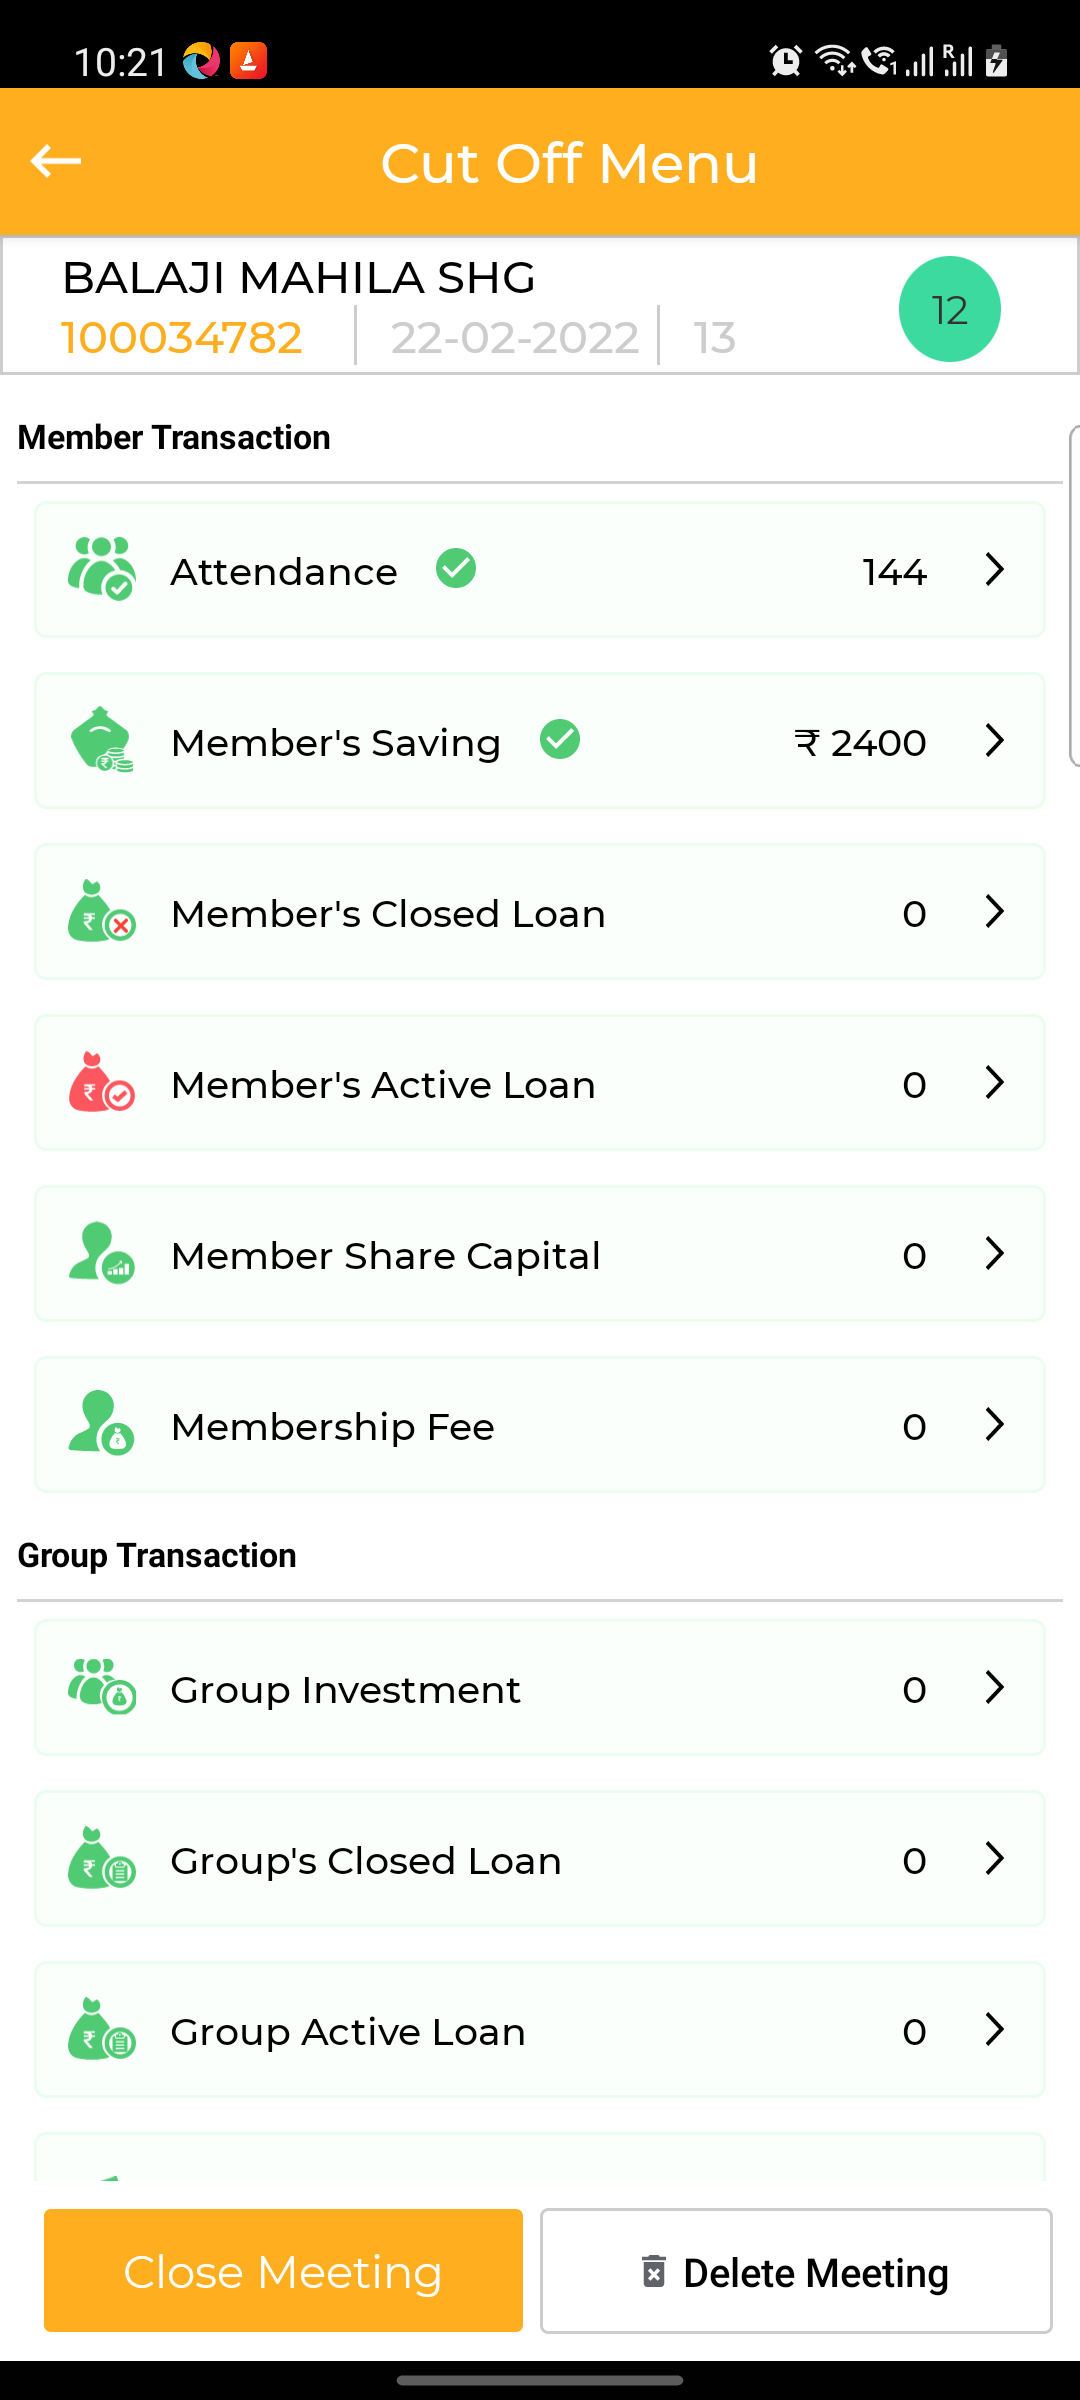 10:21
Cut Off Menu
BALAJI MAHILA SHG
100034782 22-02-2022 13
12
Member Transaction
Attendance 144
Member's Saving ₹ 2400
Member's Closed Loan 0
Member's Active Loan 0
Member Share Capital 0
Membership Fee 0
Group Transaction
Group Investment 0
Group's Closed Loan 0
Group Active Loan 0
Close Meeting Delete Meeting